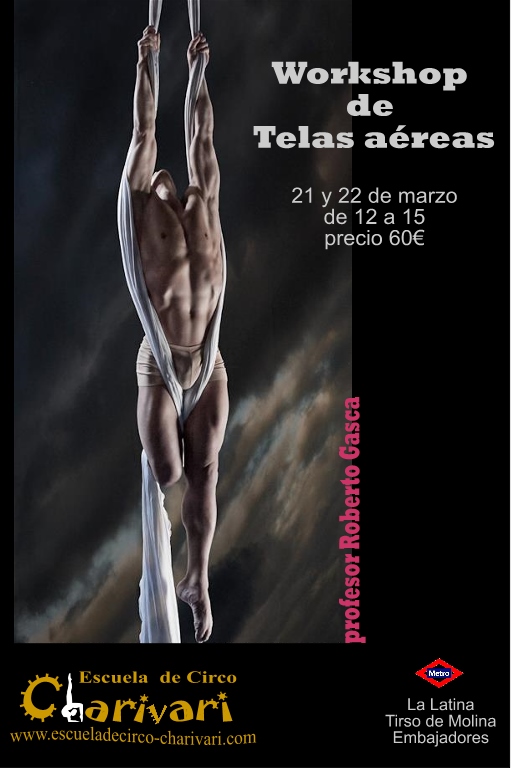 Workshop
de
Telas aéreas
21 y 22 de marzo
de 12 a 15
precio 60€
profesor Roberto Gasca
Escuela de Circo
Charivari
www.escueladecirco-charivari.com
Metro
La Latina
Tirso de Molina
Embajadores